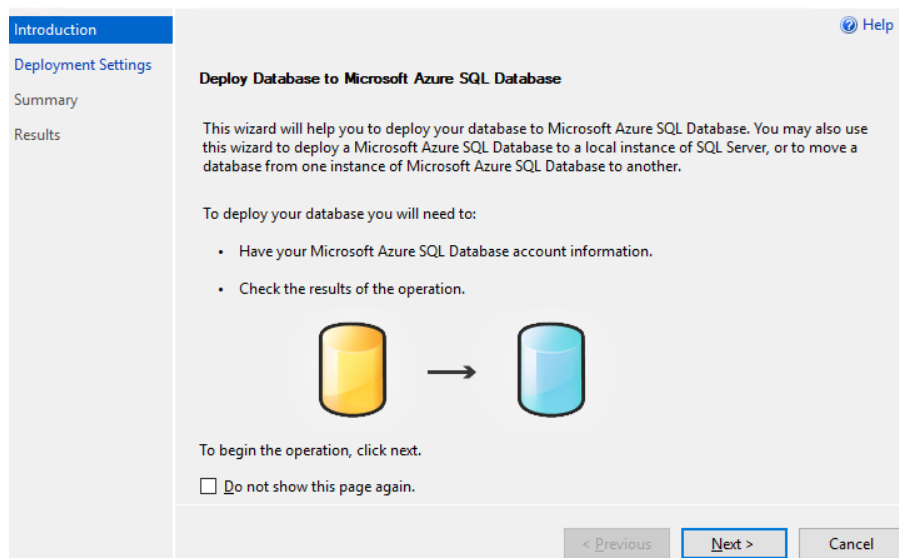 Introduction
Deployment Settings
Summary
Results
Help
Deploy Database to Microsoft Azure SQL Database
This wizard will help you to deploy your database to Microsoft Azure SQL Database. You may also use
this wizard to deploy a Microsoft Azure SQL Database to a local instance of SQL Server, or to move a
database from one instance of Microsoft Azure SQL Database to another.
To deploy your database you will need to:
• Have your Microsoft Azure SQL Database account information.
• Check the results of the operation.
To begin the operation, click next.
Do not show this page again.
< Previous
Next >
Cancel